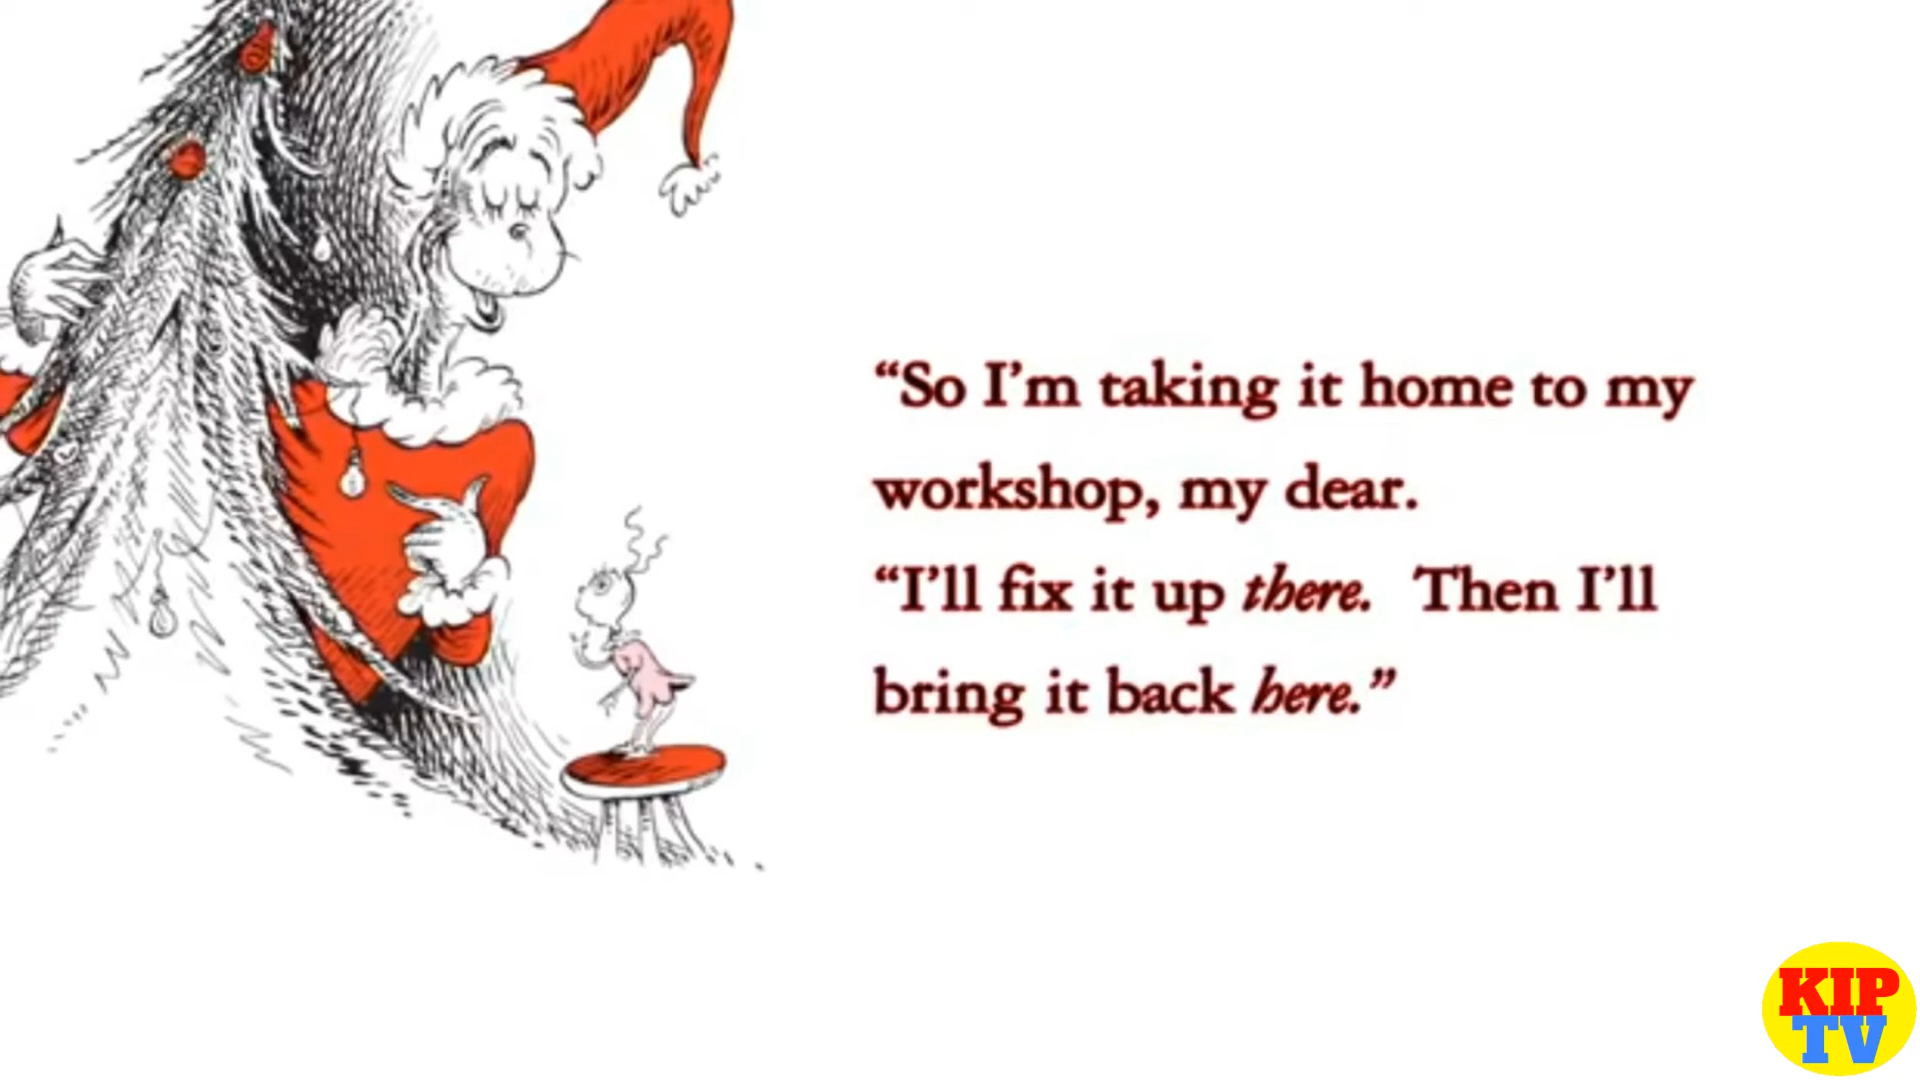 “So I’m taking it home to my
workshop, my dear.
“I’ll fix it up there. Then I’ll
bring it back here.”
KIP
TV